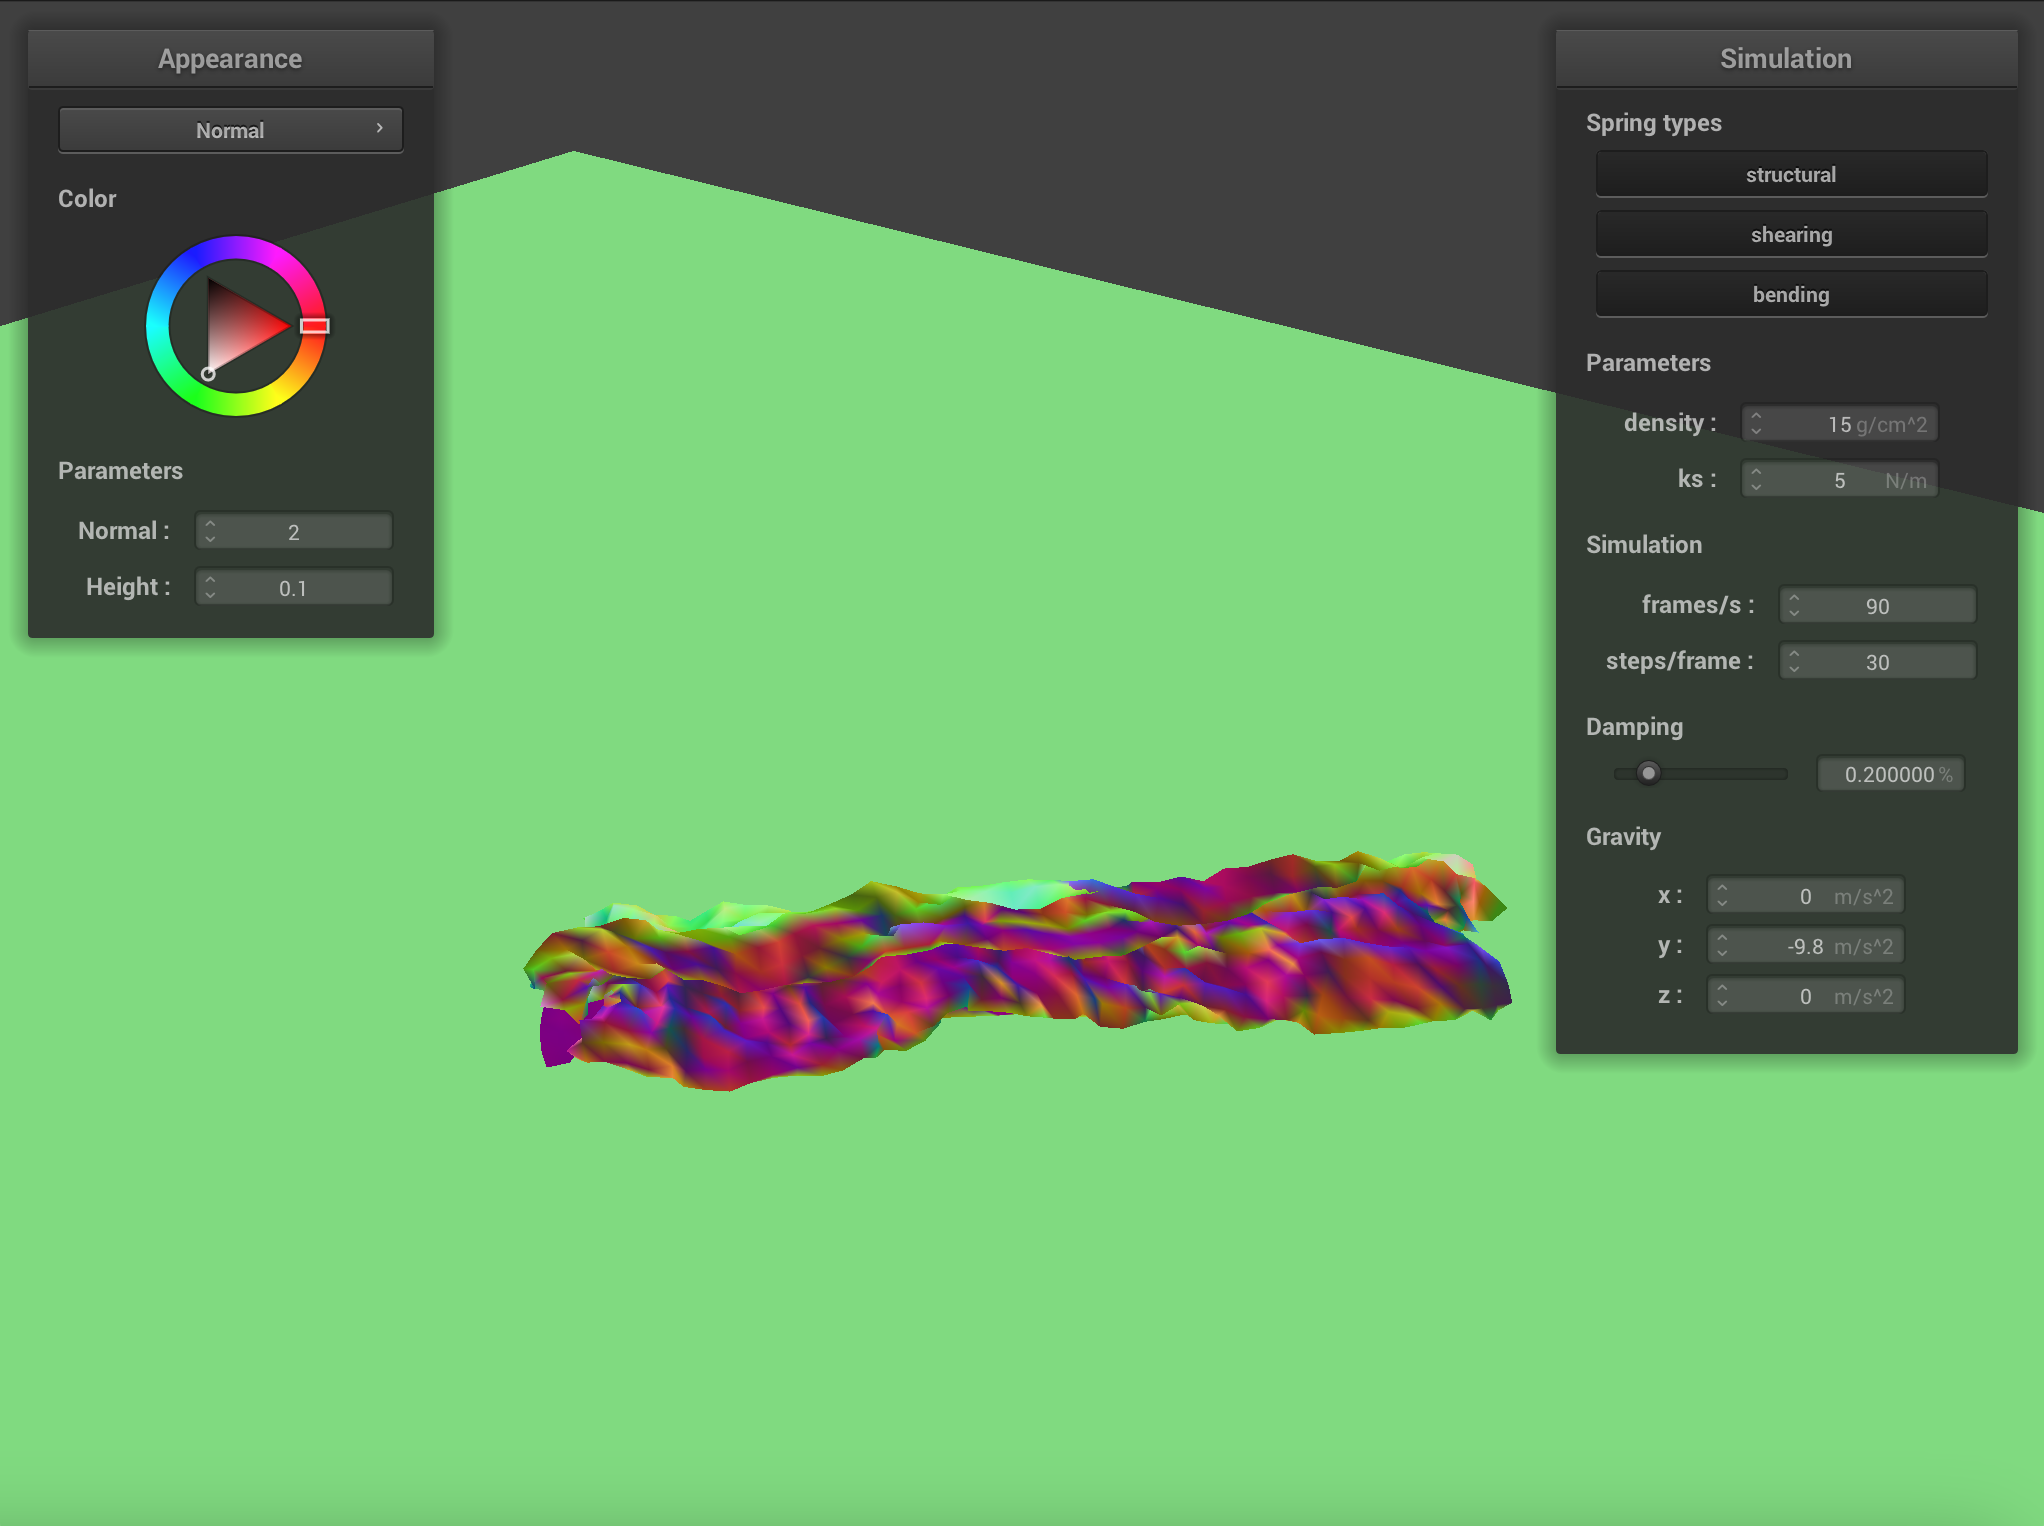 Appearance
Normal
Color
Parameters
Normal : 2
Height : 0.1
Simulation
Spring types
structural
shearing
bending
Parameters
density : 15 g/cm^2
ks : 5 N/m
Simulation
frames/s : 90
steps/frame : 30
Damping
0.200000 %
Gravity
x : 0 m/s^2
y : -9.8 m/s^2
z : 0 m/s^2